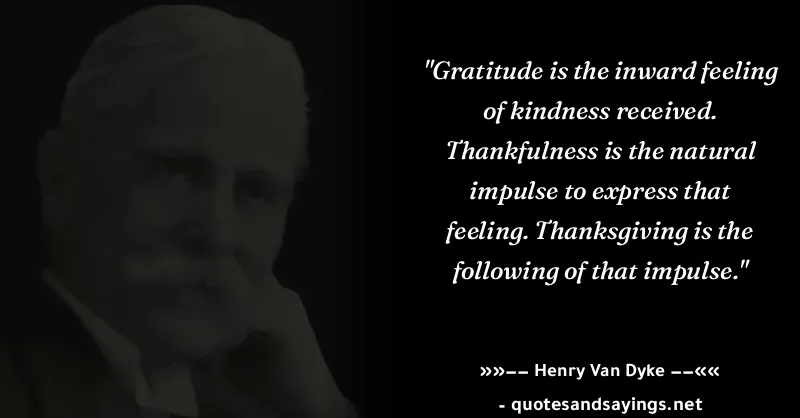 "Gratitude is the inward feeling
of kindness received.
Thankfulness is the natural
impulse to express that
feeling. Thanksgiving is the
following of that impulse."
»»−− Henry Van Dyke −−««
- quotesandsayings.net